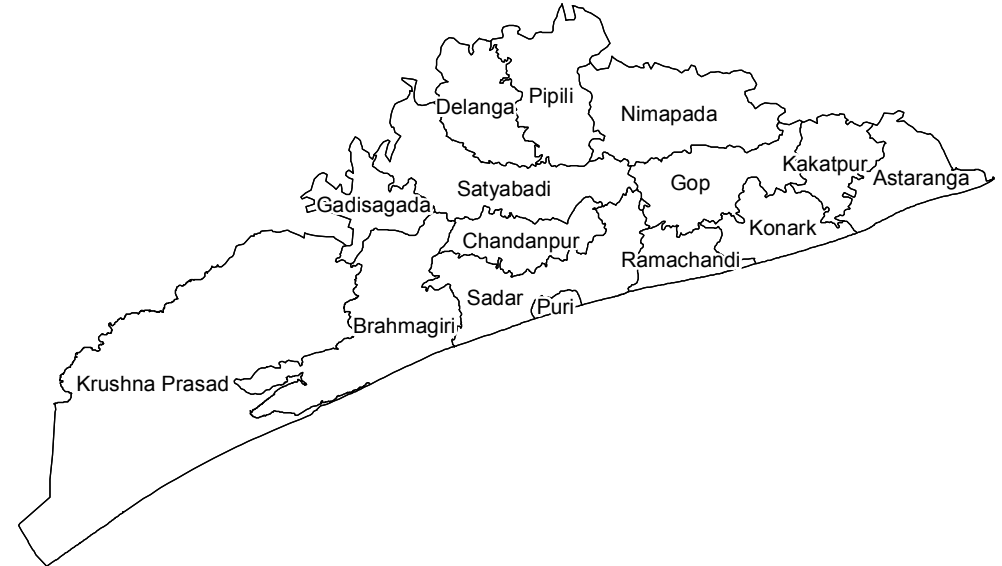 Pipili
Delanga
Nimapada
Kakatpur
Astaranga
Gop
Satyabadi
Gadisagada
Konark
Chandanpur
Ramachandi
Sadar
Puri
Brahmagiri
Krushna Prasad